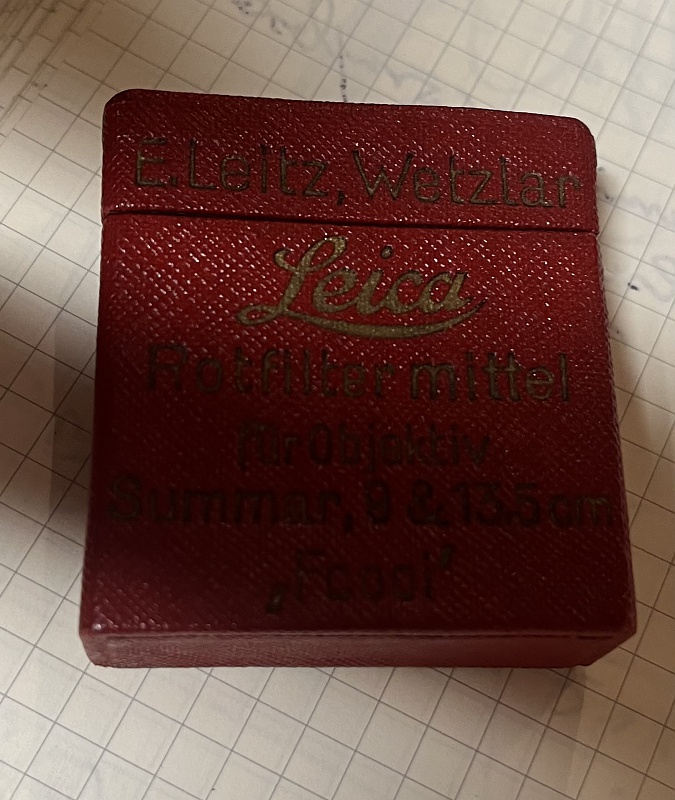 E. Leitz, Wetzlar
Leica
Rotfilter mittel
für Objektiv
Summar, 9 & 13.5 cm